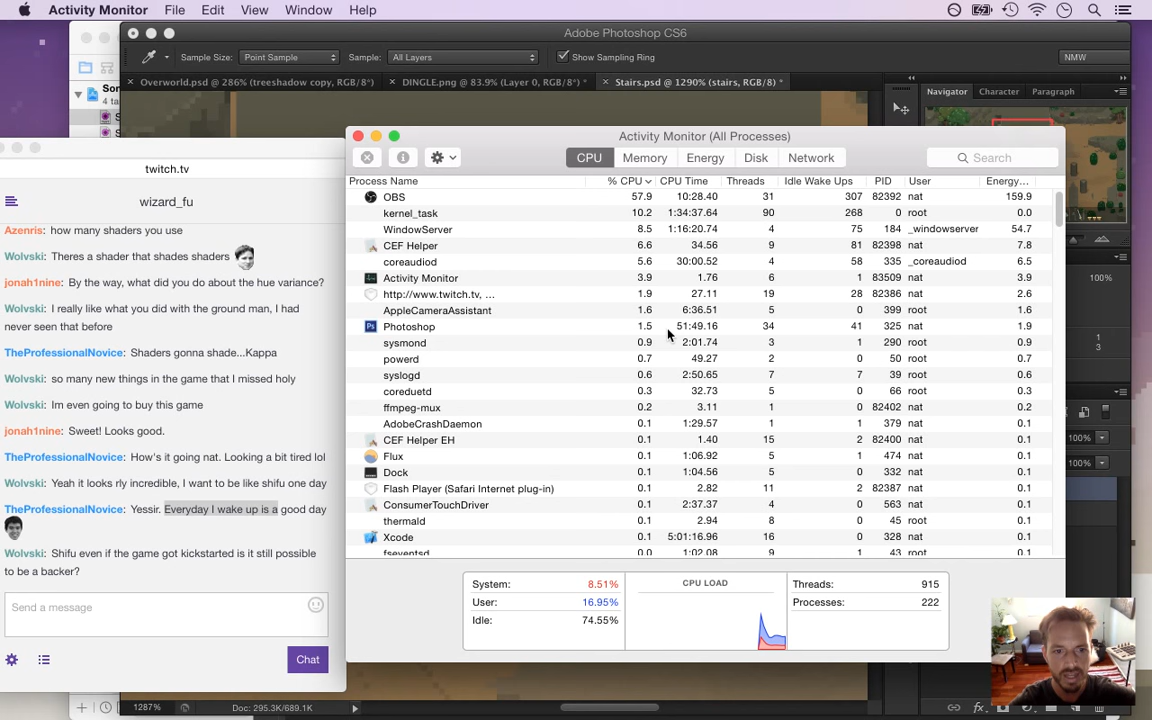 Activity Monitor File Edit View Window Help
Adobe Photoshop CS6
Sample Size: Point Sample Sample: All Layers Show Sampling Ring NMW
Overworld.psd @ 286% (treeshadow copy, RGB/8*)
DINGLE.png @ 83.9% (Layer 0, RGB/8*) *
Stairs.psd @ 1290% (stairs, RGB/8) *
Navigator Character Paragraph
100%
1
3
100%
100%
1287% Doc: 295.3K/689.1K
twitch.tv
wizard_fu
Azenris: how many shaders you use
Wolvski: Theres a shader that shades shaders
jonah1nine: By the way, what did you do about the hue variance?
Wolvski: I really like what you did with the ground man, I had
never seen that before
TheProfessionalNovice: Shaders gonna shade...Kappa
Wolvski: so many new things in the game that I missed holy
Wolvski: Im even going to buy this game
jonah1nine: Sweet! Looks good.
TheProfessionalNovice: How's it going nat. Looking a bit tired lol
Wolvski: Yeah it looks rly incredible, I want to be like shifu one day
TheProfessionalNovice: Yessir. Everyday I wake up is a good day
Wolvski: Shifu even if the game got kickstarted is it still possible
to be a backer?
Send a message
Chat
Activity Monitor (All Processes)
CPU Memory Energy Disk Network Search
Process Name % CPU CPU Time Threads Idle Wake Ups PID User Energy...
OBS 57.9 10:28.40 31 307 82392 nat 159.9
kernel_task 10.2 1:34:37.64 90 268 0 root 0.0
WindowServer 8.5 1:16:20.74 4 75 184 _windowserver 54.7
CEF Helper 6.6 34.56 9 81 82398 nat 7.8
coreaudiod 5.6 30:00.52 4 58 335 _coreaudiod 6.5
Activity Monitor 3.9 1.76 6 1 83509 nat 3.9
http://www.twitch.tv, ... 1.9 27.11 19 28 82386 nat 2.6
AppleCameraAssistant 1.6 6:36.51 5 0 399 root 1.6
Photoshop 1.5 51:49.16 34 41 325 nat 1.9
sysmond 0.9 2:01.74 3 1 290 root 0.9
powerd 0.7 49.27 2 0 50 root 0.7
syslogd 0.6 2:50.65 7 7 39 root 0.6
coreduetd 0.3 32.73 5 0 66 root 0.3
ffmpeg-mux 0.2 3.11 1 0 82402 nat 0.2
AdobeCrashDaemon 0.1 1:29.57 1 1 379 nat 0.1
CEF Helper EH 0.1 1.40 15 2 82400 nat 0.1
Flux 0.1 1:06.92 5 1 474 nat 0.1
Dock 0.1 1:04.56 5 0 332 nat 0.1
Flash Player (Safari Internet plug-in) 0.1 2.82 11 2 82387 nat 0.1
ConsumerTouchDriver 0.1 2:37.37 4 0 563 nat 0.1
thermald 0.1 2.94 8 0 45 root 0.1
Xcode 0.1 5:01:16.96 16 1 328 nat 0.1
fseventsd 0.0 1:02.08 9 1 43 root 0.1
System: 8.51%
User: 16.95%
Idle: 74.55%
CPU LOAD
Threads: 915
Processes: 222